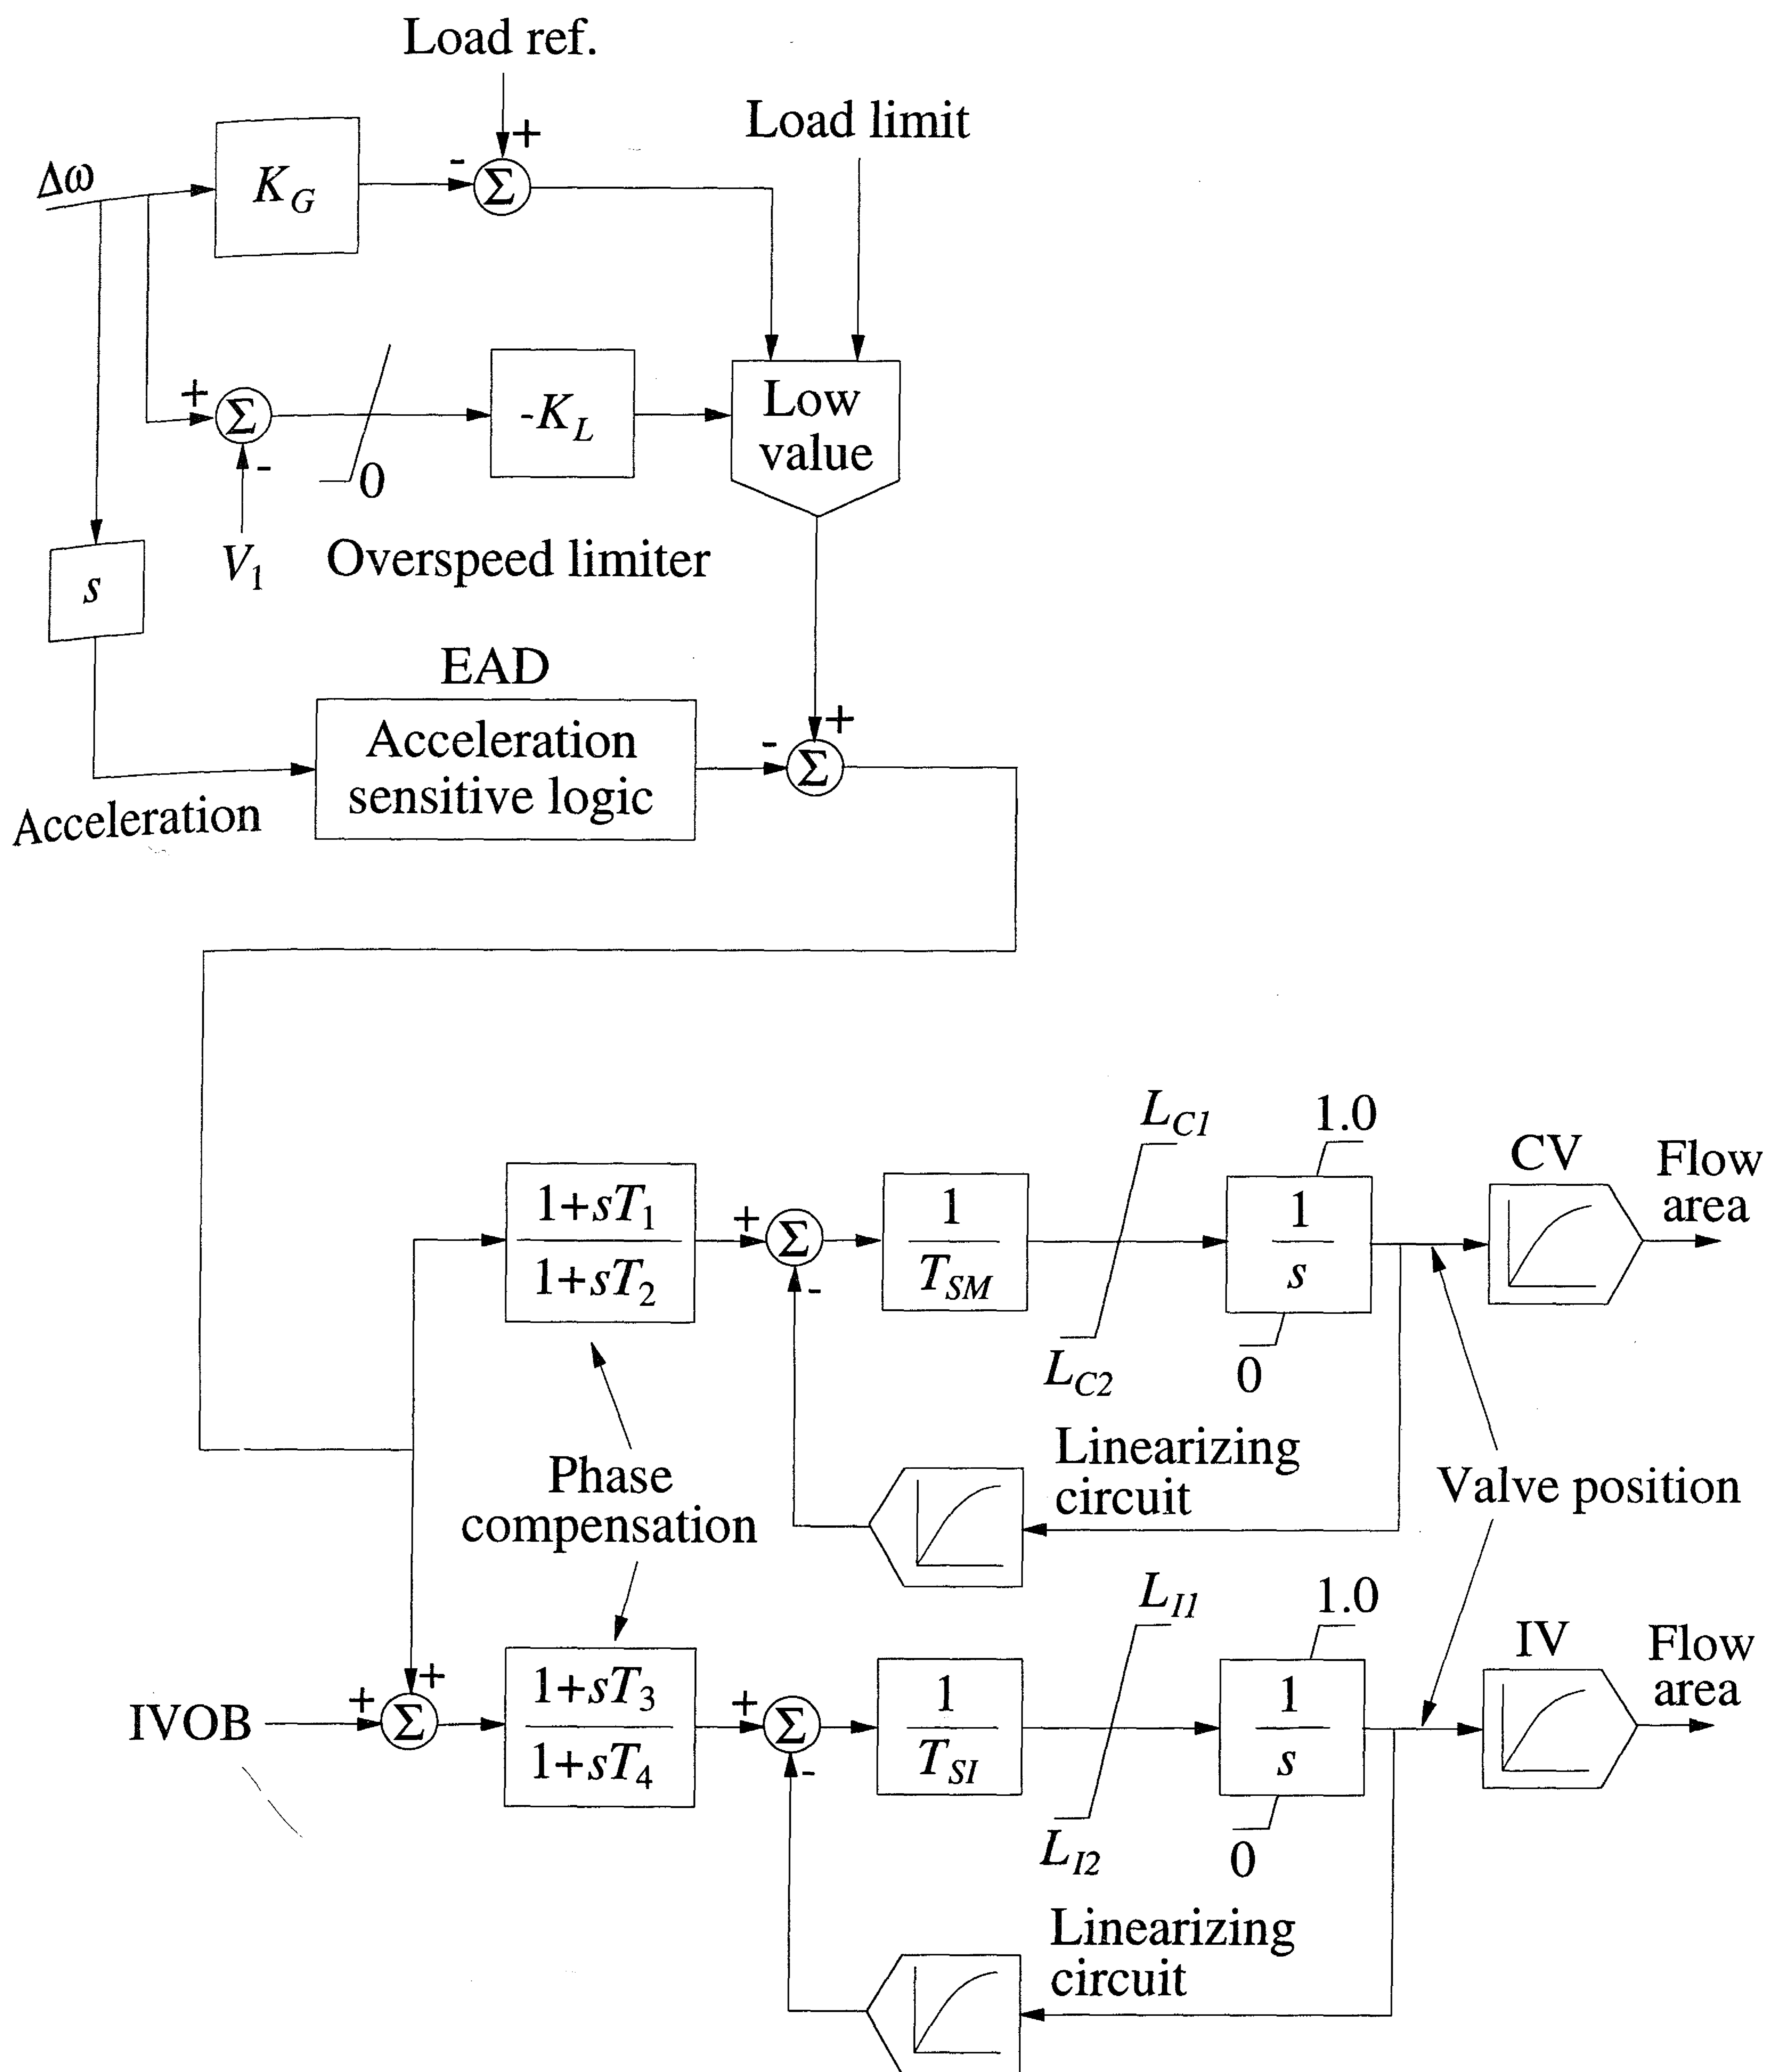 Load ref.
Load limit
+
-
Δω
K_G
Σ
+
Σ
-
0
-K_L
Low
value
V_1
Overspeed limiter
s
EAD
Acceleration
sensitive logic
-
+
Σ
Acceleration
L_C1
1.0
CV
Flow
area
1+sT_1
1+sT_2
+
Σ
-
1
T_SM
1
s
L_C2
0
Linearizing
circuit
Phase
compensation
Valve position
L_I1
1.0
IV
Flow
area
IVOB
+
+
Σ
1+sT_3
1+sT_4
+
Σ
-
1
T_SI
1
s
L_I2
0
Linearizing
circuit